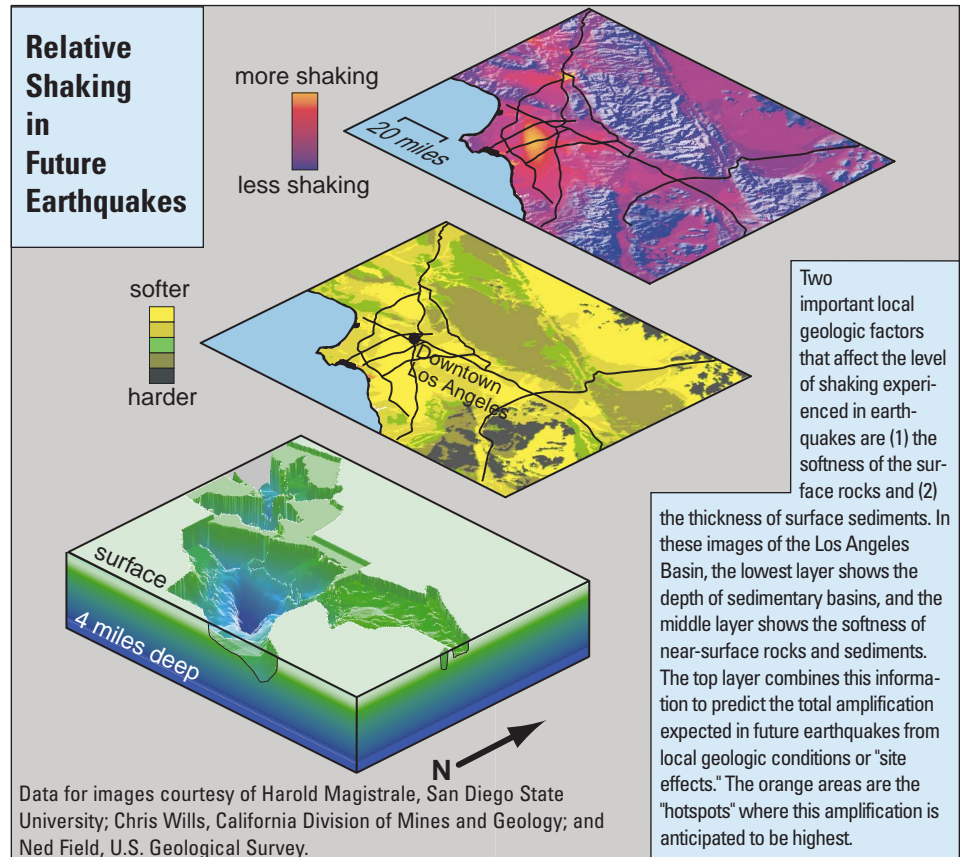 Relative
Shaking
in
Future
Earthquakes
more shaking
less shaking
20 miles
softer
harder
Downtown
Los Angeles
surface
4 miles deep
N
Two
important local
geologic factors
that affect the level
of shaking experi-
enced in earth-
quakes are (1) the
softness of the sur-
face rocks and (2)
the thickness of surface sediments. In
these images of the Los Angeles
Basin, the lowest layer shows the
depth of sedimentary basins, and the
middle layer shows the softness of
near-surface rocks and sediments.
The top layer combines this informa-
tion to predict the total amplification
expected in future earthquakes from
local geologic conditions or "site
effects." The orange areas are the
"hotspots" where this amplification is
anticipated to be highest.
Data for images courtesy of Harold Magistrale, San Diego State
University; Chris Wills, California Division of Mines and Geology; and
Ned Field, U.S. Geological Survey.